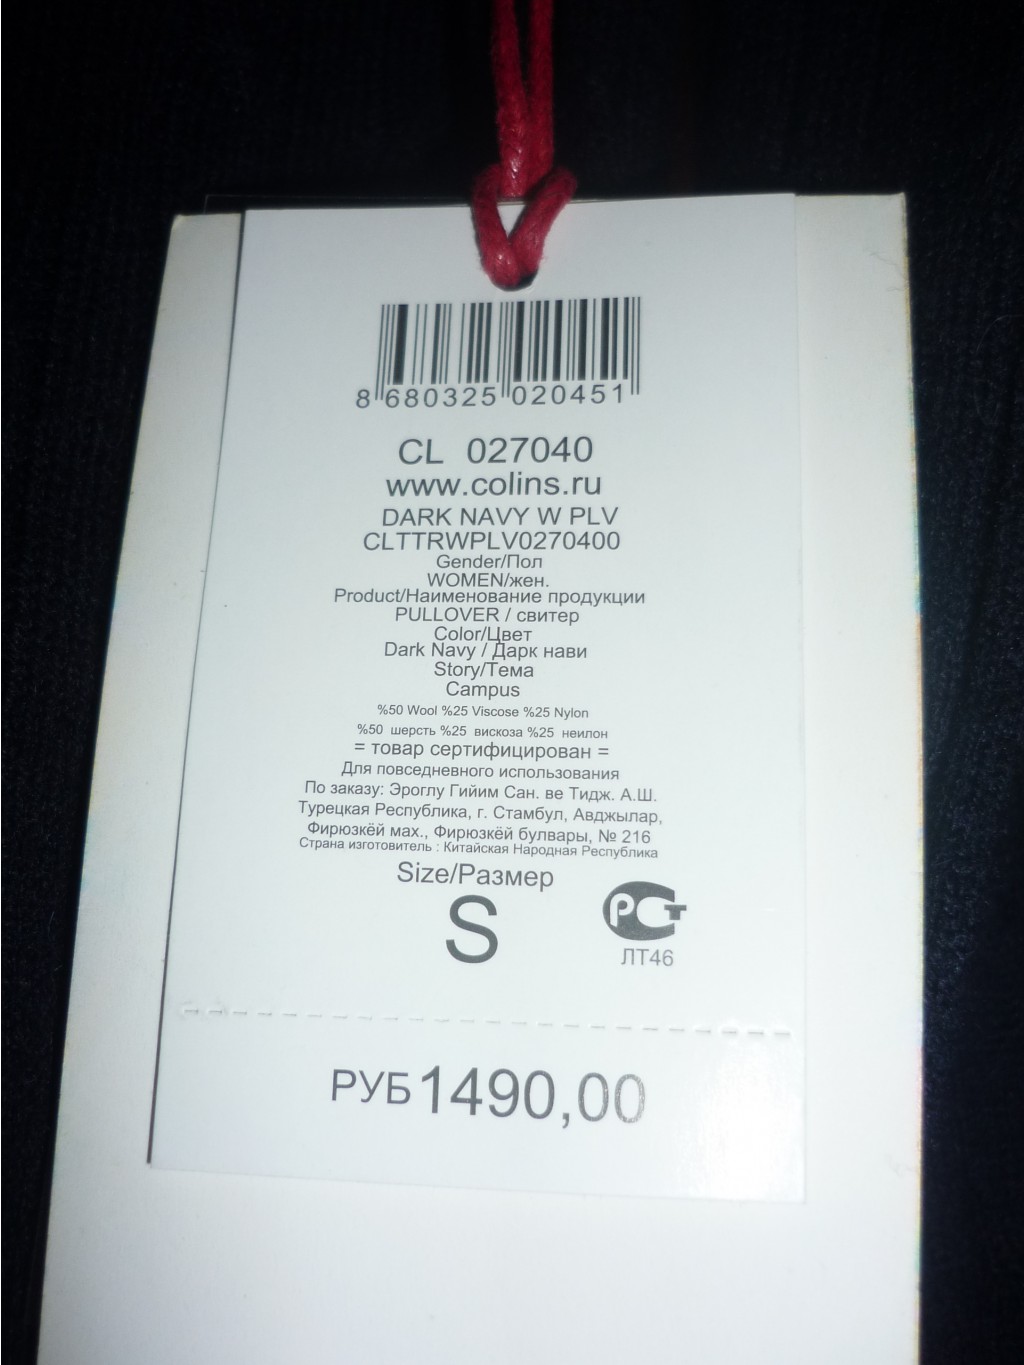 8 680325 020451
CL 027040
www.colins.ru
DARK NAVY W PLV
CLTTRWPLV0270400
Gender/Пол
WOMEN/жен.
Product/Наименование продукции
PULLOVER / свитер
Color/Цвет
Dark Navy / Дарк нави
Story/Тема
Campus
%50 Wool %25 Viscose %25 Nylon
%50 шерсть %25 вискоза %25 неилон
= товар сертифицирован =
Для повседневного использования
По заказу: Эроглу Гийим Сан. ве Тидж. А.Ш.
Турецкая Республика, г. Стамбул, Авджылар,
Фирюзкёй мах., Фирюзкёй булвары, № 216
Страна изготовитель : Китайская Народная Республика
Size/Размер
S
РСТ
ЛТ46
РУБ 1490,00